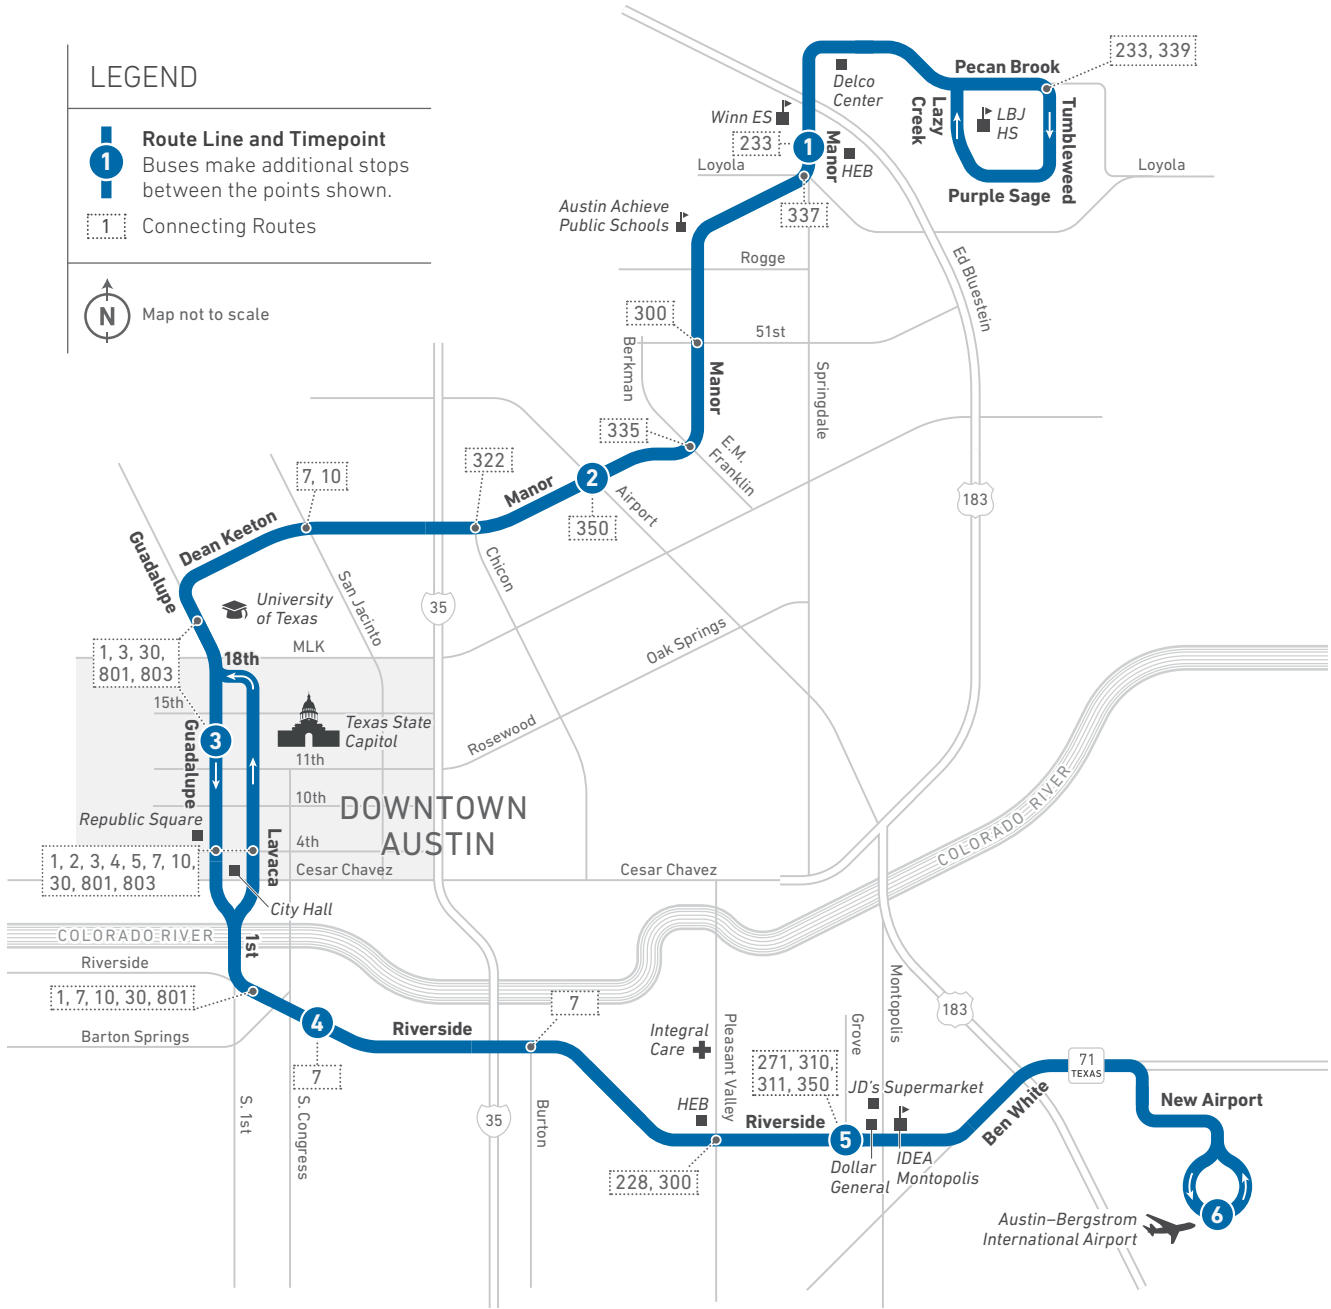 LEGEND
1
Route Line and Timepoint
Buses make additional stops
between the points shown.
1
Connecting Routes
N
Map not to scale
233, 339
Pecan Brook
Delco
Center
Lazy
Creek
LBJ
HS
Tumbleweed
Purple Sage
Winn ES
233
1
Manor
HEB
Loyola
Loyola
337
Austin Achieve
Public Schools
Rogge
Ed Bluestein
300
51st
Berkman
Manor
Springdale
335
E.M.
Franklin
322
7, 10
Manor
2
350
Airport
183
Dean Keeton
Guadalupe
Chicon
San Jacinto
University
of Texas
35
Oak Springs
MLK
1, 3, 30,
801, 803
18th
15th
3
Guadalupe
Texas State
Capitol
Rosewood
11th
10th
DOWNTOWN
AUSTIN
Republic Square
Lavaca
4th
1, 2, 3, 4, 5, 7, 10,
30, 801, 803
Cesar Chavez
Cesar Chavez
City Hall
COLORADO RIVER
COLORADO RIVER
1st
Riverside
1, 7, 10, 30, 801
Barton Springs
4
7
Riverside
7
S. 1st
S. Congress
35
Burton
Integral
Care
Pleasant Valley
HEB
228, 300
Riverside
271, 310,
311, 350
Grove
Montopolis
183
JD's Supermarket
5
Dollar
General
IDEA
Montopolis
Ben White
71
TEXAS
New Airport
6
Austin–Bergstrom
International Airport